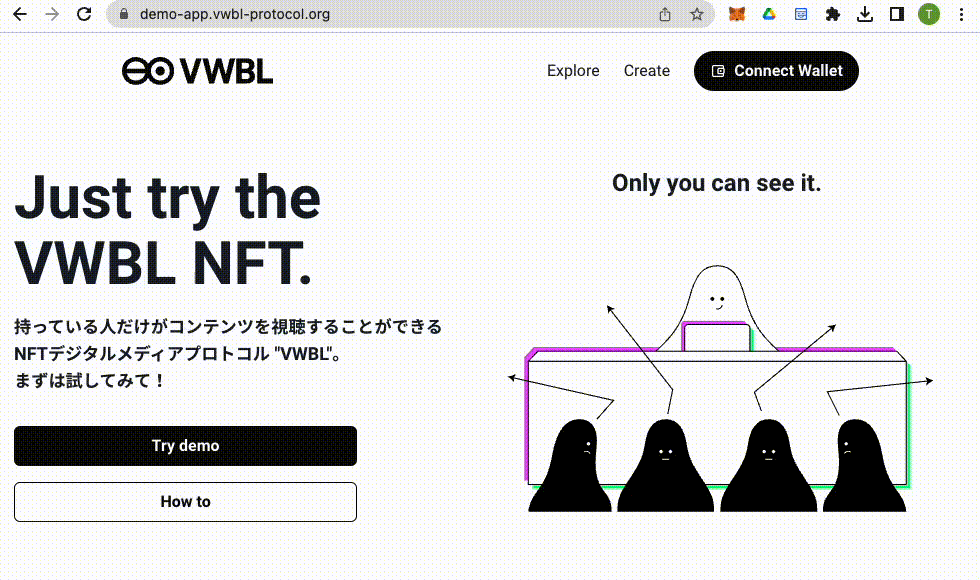 demo-app.vwbl-protocol.org
T
VWBL
Explore
Create
Connect Wallet
Just try the
VWBL NFT.
持っている人だけがコンテンツを視聴することができる
NFTデジタルメディアプロトコル "VWBL"。
まずは試してみて！
Try demo
How to
Only you can see it.